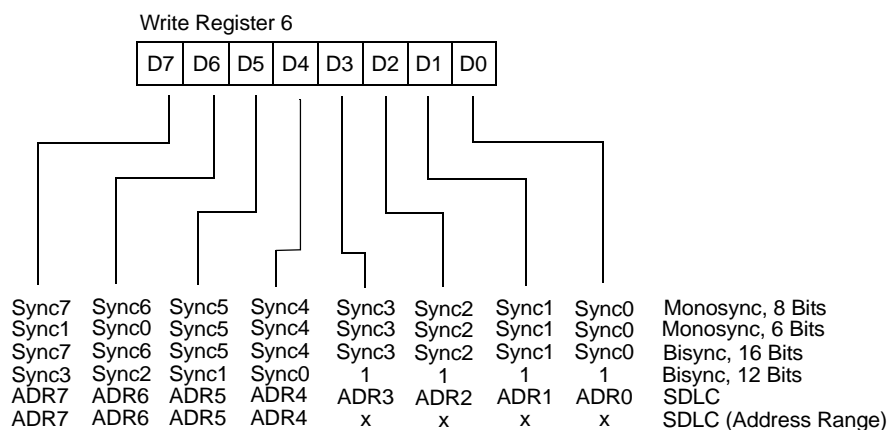 Write Register 6
D7 D6 D5 D4 D3 D2 D1 D0
Sync7 Sync6 Sync5 Sync4 Sync3 Sync2 Sync1 Sync0 Monosync, 8 Bits
Sync1 Sync0 Sync5 Sync4 Sync3 Sync2 Sync1 Sync0 Monosync, 6 Bits
Sync7 Sync6 Sync5 Sync4 Sync3 Sync2 Sync1 Sync0 Bisync, 16 Bits
Sync3 Sync2 Sync1 Sync0 1 1 1 1 Bisync, 12 Bits
ADR7 ADR6 ADR5 ADR4 ADR3 ADR2 ADR1 ADR0 SDLC
ADR7 ADR6 ADR5 ADR4 x x x x SDLC (Address Range)